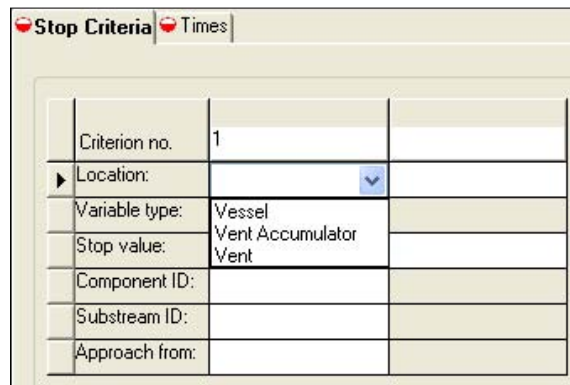 Stop Criteria Times
Criterion no. 1
Location:
Variable type: Vessel
Vent Accumulator
Stop value: Vent
Component ID:
Substream ID:
Approach from: